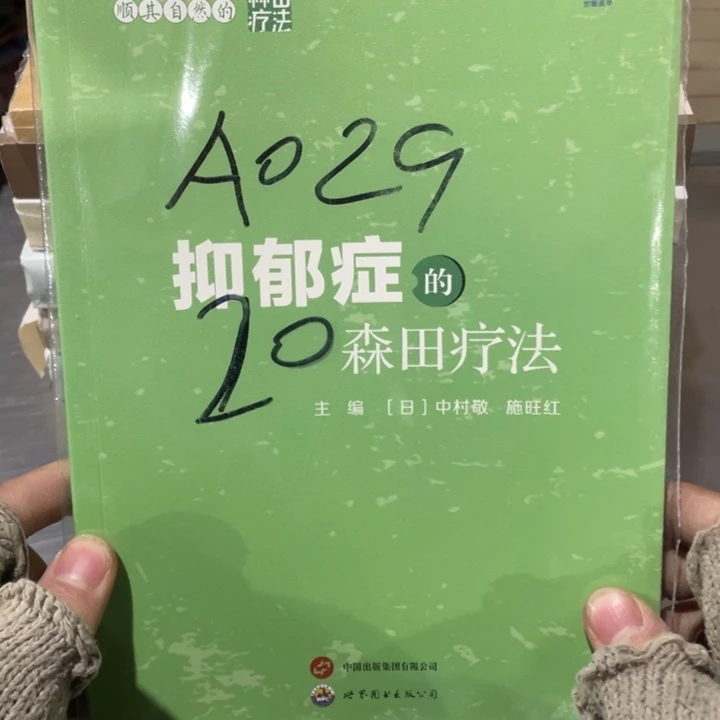 顺其自然的 森田疗法
A029
抑郁症的
20 森田疗法
主编 [日]中村敬 施旺红
中国出版集团有限公司
世界图书出版公司